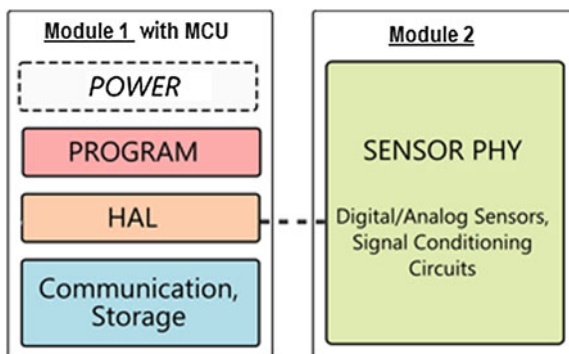 Module 1 with MCU
POWER
PROGRAM
HAL
Communication,
Storage
Module 2
SENSOR PHY
Digital/Analog Sensors,
Signal Conditioning
Circuits